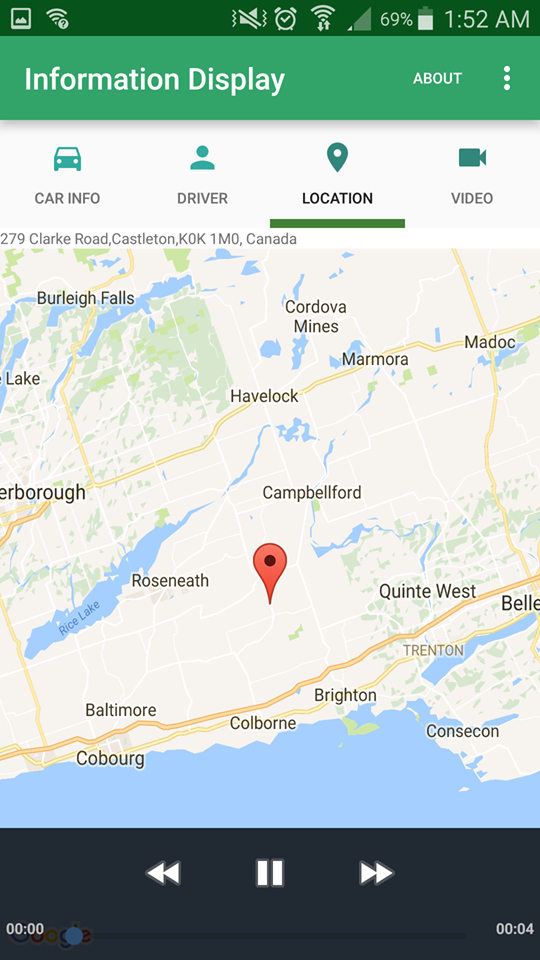 69% 1:52 AM
Information Display ABOUT
CAR INFO DRIVER LOCATION VIDEO
279 Clarke Road,Castleton,K0K 1M0, Canada
Burleigh Falls
Cordova
Mines
Madoc
Marmora
Lake
Havelock
erborough
Campbellford
Roseneath
Quinte West
Belle
Rice Lake
TRENTON
Brighton
Baltimore
Colborne
Consecon
Cobourg
00:00 00:04
Google